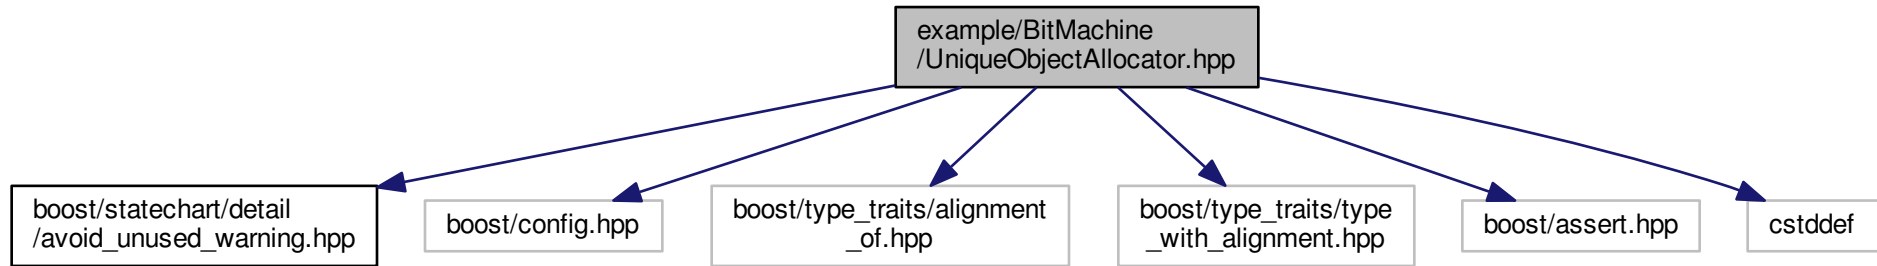 example/BitMachine
/UniqueObjectAllocator.hpp
boost/statechart/detail
/avoid_unused_warning.hpp
boost/config.hpp
boost/type_traits/alignment
_of.hpp
boost/type_traits/type
_with_alignment.hpp
boost/assert.hpp
cstddef